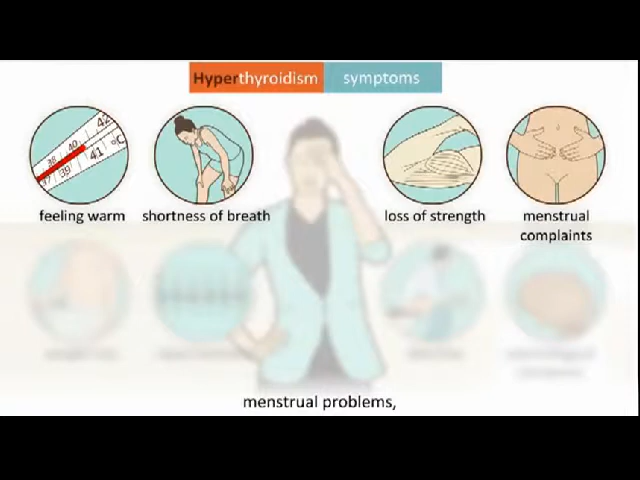 Hyperthyroidism symptoms
42
40
41 °C
38
39
37
feeling warm shortness of breath loss of strength menstrual
complaints
menstrual problems,